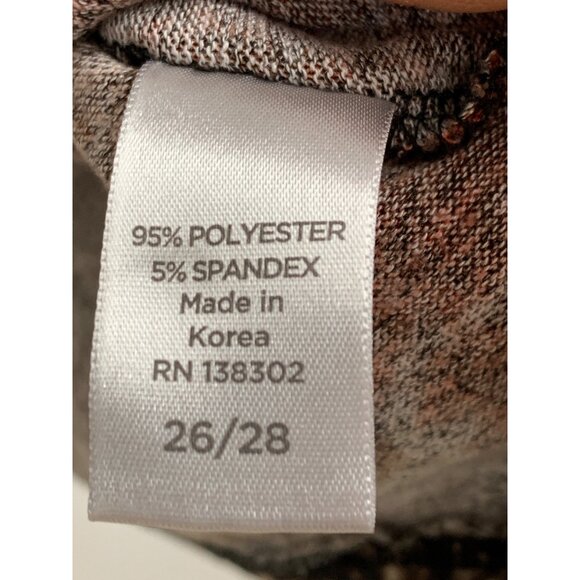 95% POLYESTER
5% SPANDEX
Made in
Korea
RN 138302
26/28